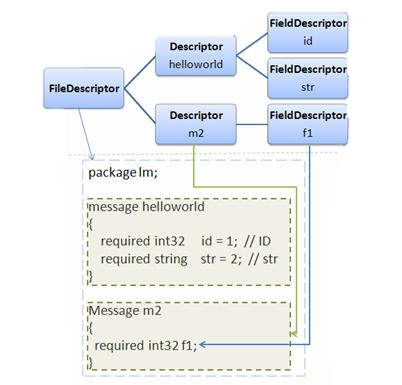 FieldDescriptor
id
Descriptor
helloworld
FieldDescriptor
str
FileDescriptor
Descriptor
m2
FieldDescriptor
f1
package lm;
message helloworld
{
required int32 id = 1; // ID
required string str = 2; // str
}
Message m2
{
required int32 f1;
}